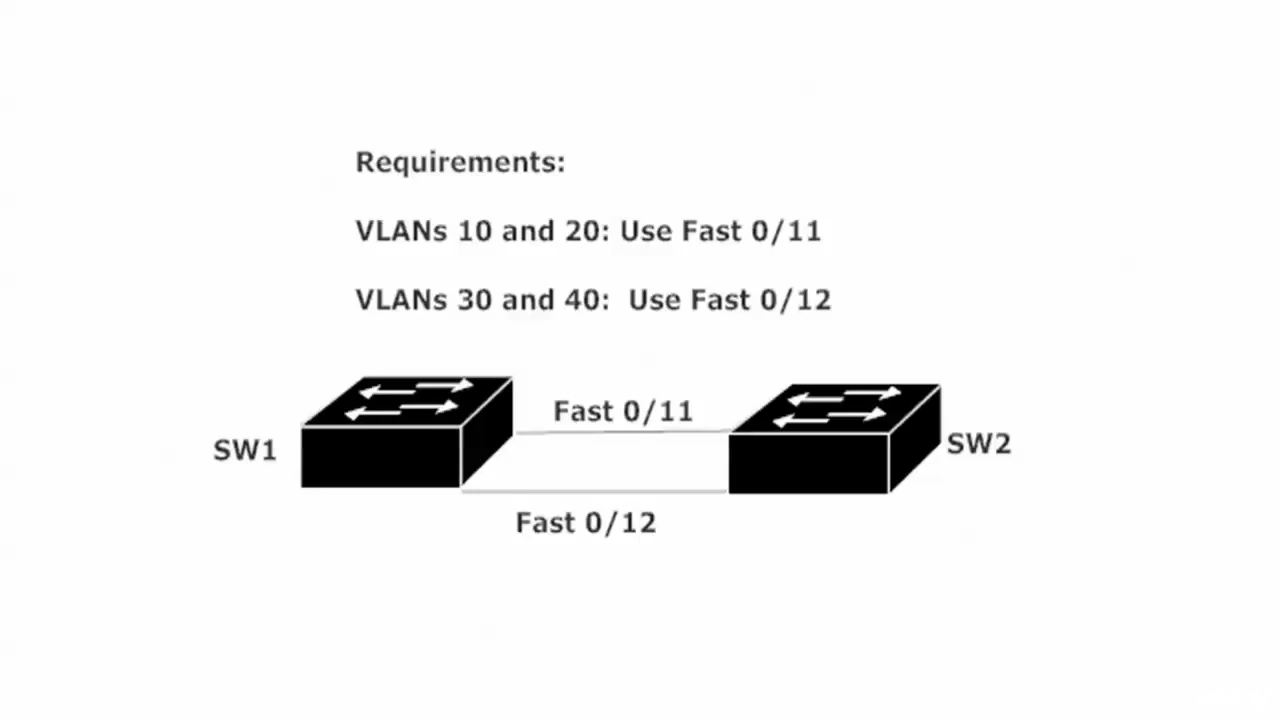 Requirements:
VLANs 10 and 20: Use Fast 0/11
VLANs 30 and 40:  Use Fast 0/12
Fast 0/11
SW1
SW2
Fast 0/12